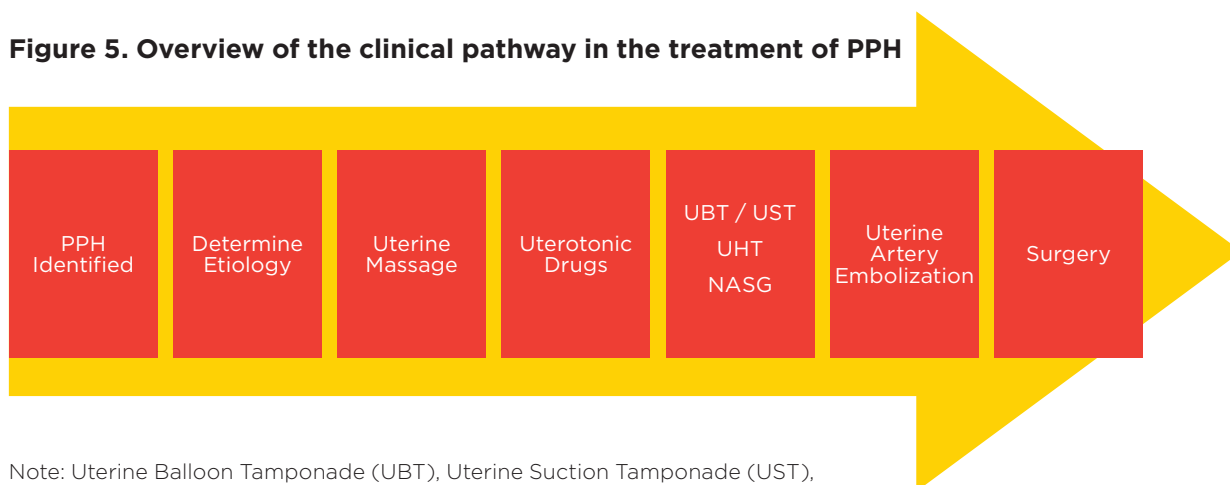 Figure 5. Overview of the clinical pathway in the treatment of PPH
PPH
Identified
Determine
Etiology
Uterine
Massage
Uterotonic
Drugs
UBT / UST
UHT
NASG
Uterine
Artery
Embolization
Surgery
Note: Uterine Balloon Tamponade (UBT), Uterine Suction Tamponade (UST),